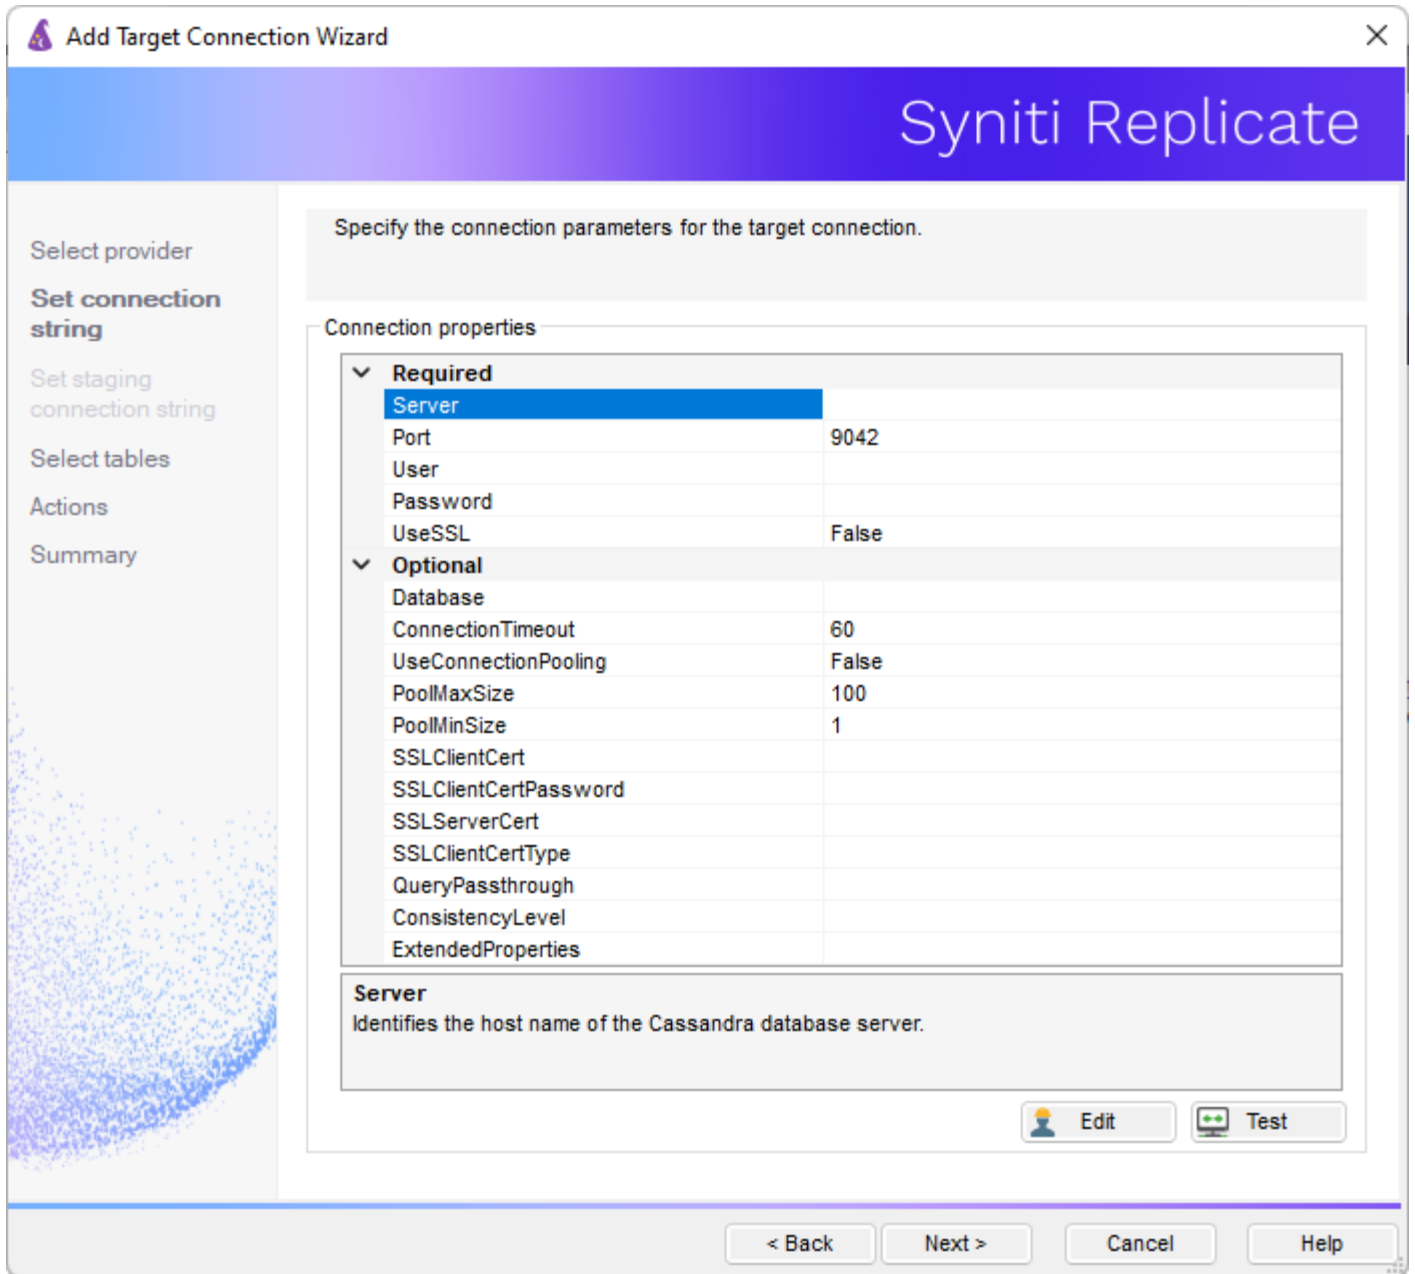 Add Target Connection Wizard
Syniti Replicate
Select provider
Set connection
string
Set staging
connection string
Select tables
Actions
Summary
Specify the connection parameters for the target connection.
Connection properties
Required
Server
Port 9042
User
Password
UseSSL False
Optional
Database
ConnectionTimeout 60
UseConnectionPooling False
PoolMaxSize 100
PoolMinSize 1
SSLClientCert
SSLClientCertPassword
SSLServerCert
SSLClientCertType
QueryPassthrough
ConsistencyLevel
ExtendedProperties
Server
Identifies the host name of the Cassandra database server.
Edit Test
< Back Next > Cancel Help